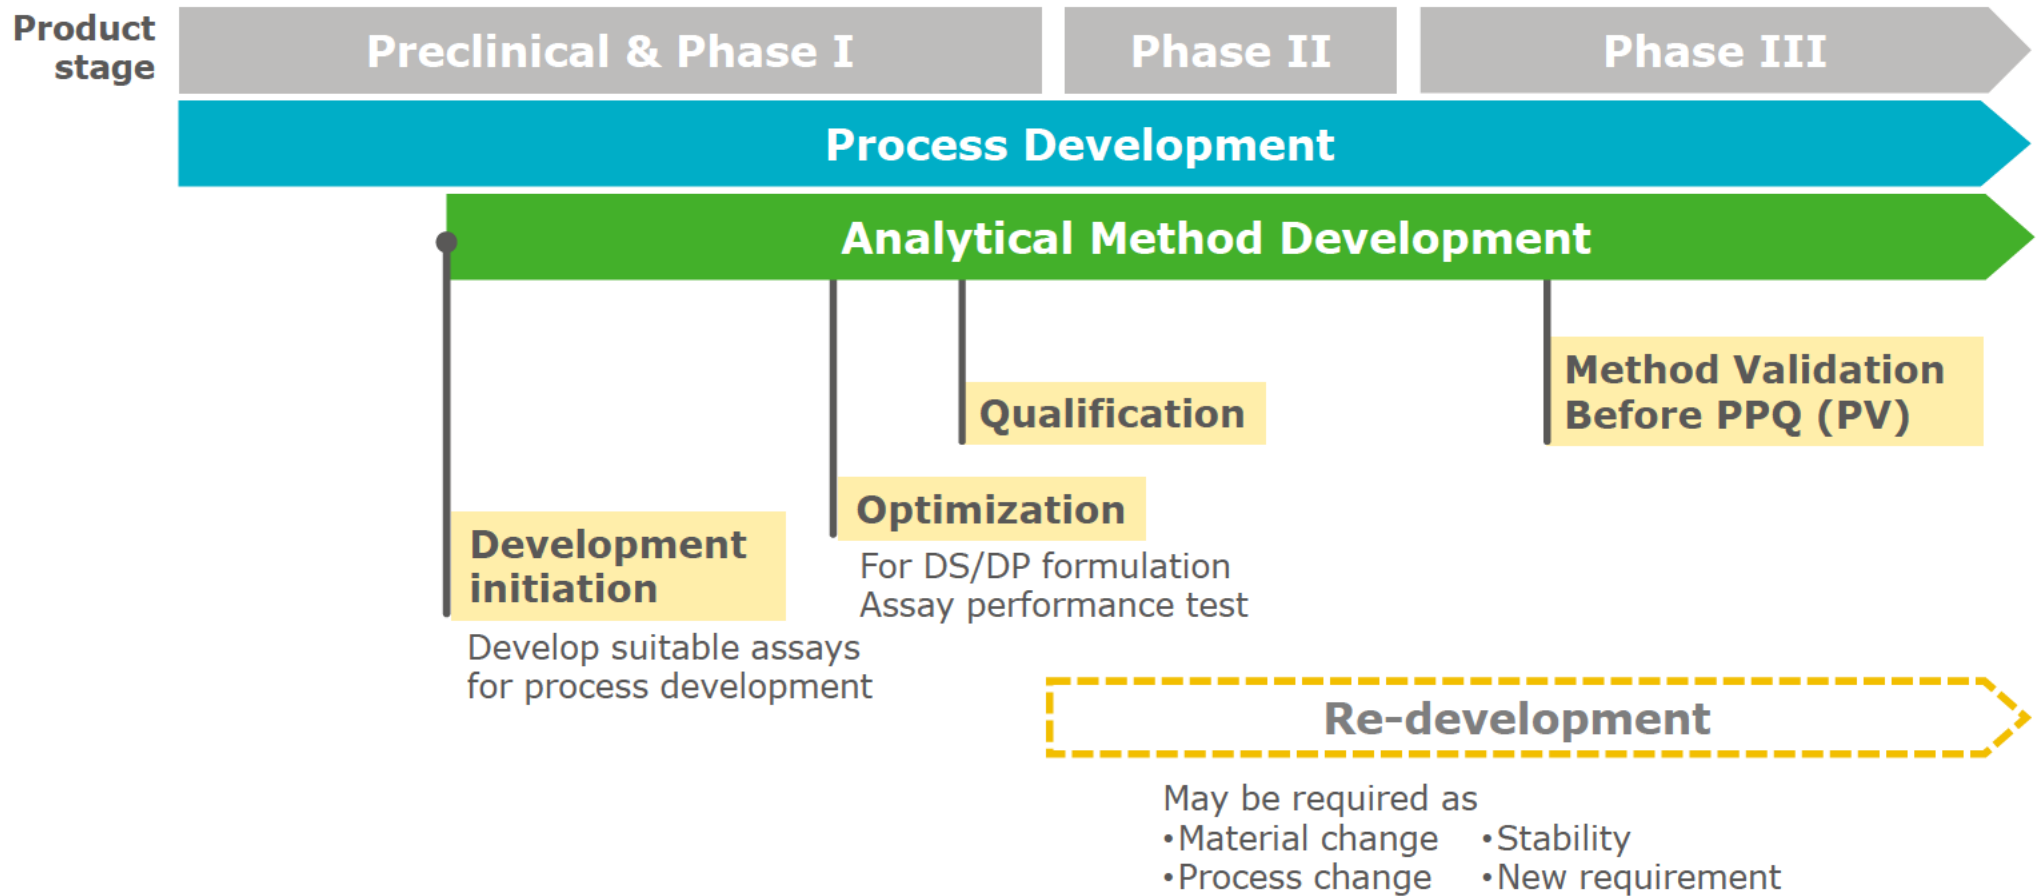 Product
stage
Preclinical & Phase I
Phase II
Phase III
Process Development
Analytical Method Development
Method Validation
Before PPQ (PV)
Qualification
Optimization
For DS/DP formulation
Assay performance test
Development
initiation
Develop suitable assays
for process development
Re-development
May be required as
•Material change
•Stability
•Process change
•New requirement